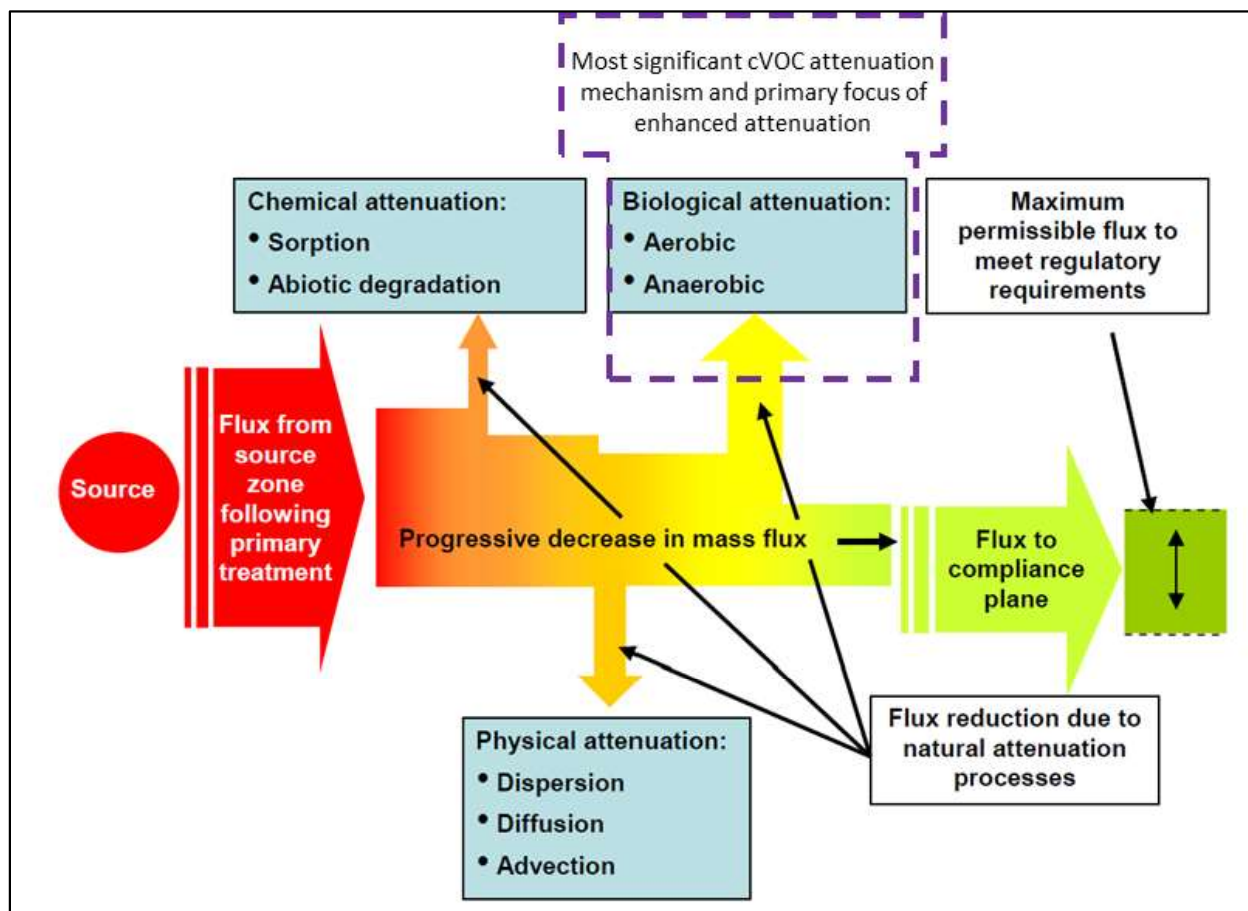 Most significant cVOC attenuation
mechanism and primary focus of
enhanced attenuation
Chemical attenuation:
• Sorption
• Abiotic degradation
Biological attenuation:
• Aerobic
• Anaerobic
Maximum
permissible flux to
meet regulatory
requirements
Source
Flux from
source
zone
following
primary
treatment
Progressive decrease in mass flux
Flux to
compliance
plane
Physical attenuation:
• Dispersion
• Diffusion
• Advection
Flux reduction due to
natural attenuation
processes